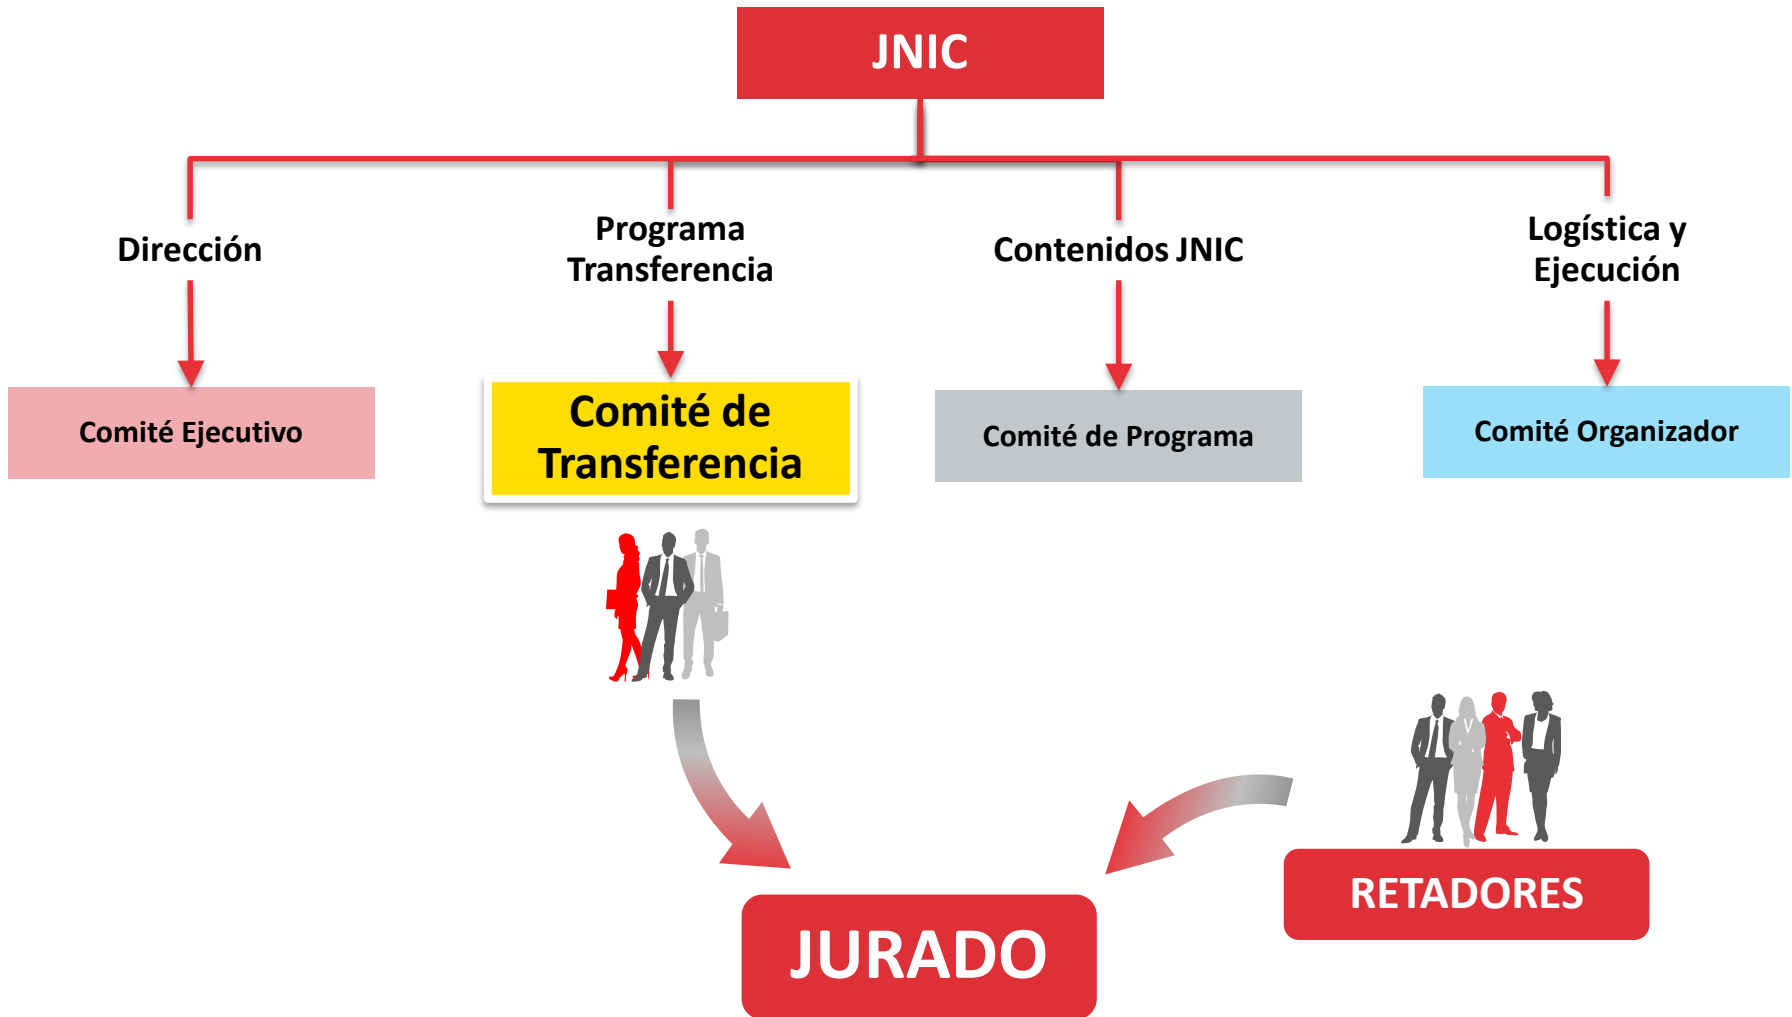 JNIC
Dirección
Programa
Transferencia
Contenidos JNIC
Logística y
Ejecución
Comité Ejecutivo
Comité de
Transferencia
Comité de Programa
Comité Organizador
RETADORES
JURADO